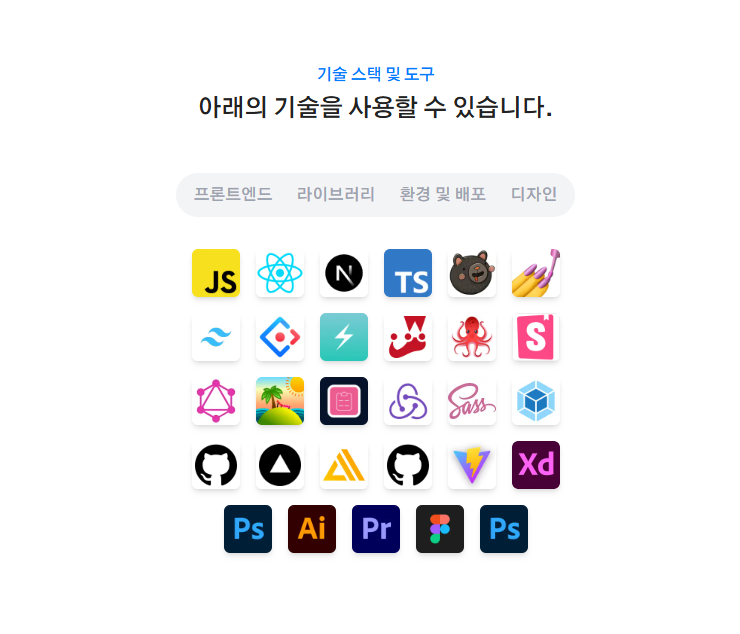 기술 스택 및 도구
아래의 기술을 사용할 수 있습니다.
프론트엔드 라이브러리 환경 및 배포 디자인
JS N TS
S
Sass
Xd
Ps Ai Pr Ps